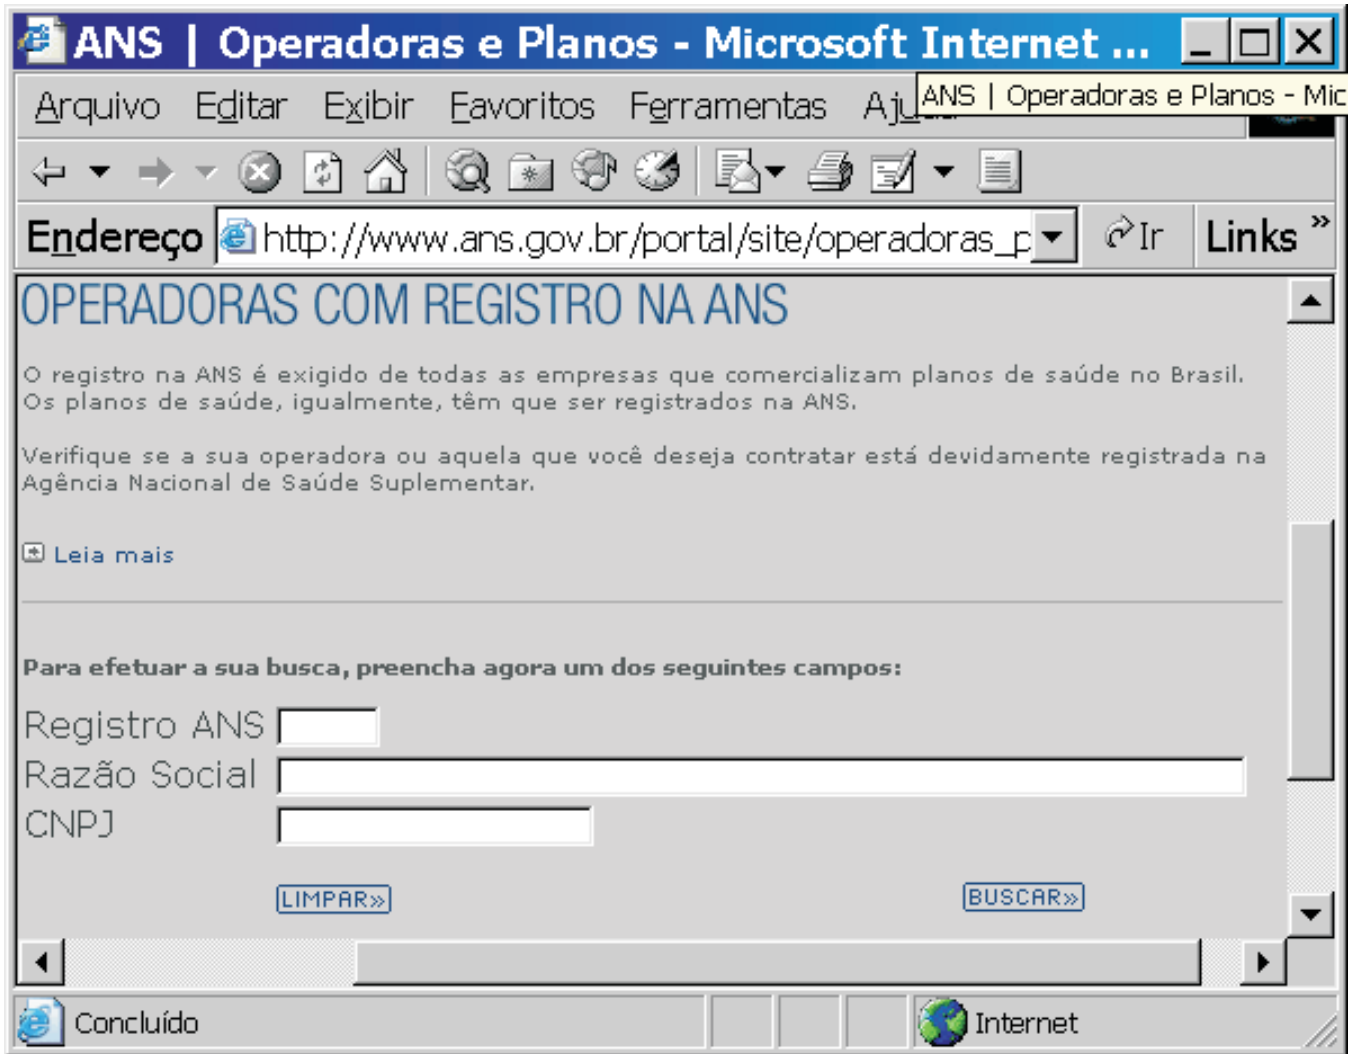 ANS | Operadoras e Planos - Microsoft Internet ...
Arquivo Editar Exibir Favoritos Ferramentas
ANS | Operadoras e Planos - Mic
Endereço http://www.ans.gov.br/portal/site/operadoras_p Ir Links »
OPERADORAS COM REGISTRO NA ANS
O registro na ANS é exigido de todas as empresas que comercializam planos de saúde no Brasil.
Os planos de saúde, igualmente, têm que ser registrados na ANS.
Verifique se a sua operadora ou aquela que você deseja contratar está devidamente registrada na
Agência Nacional de Saúde Suplementar.
Leia mais
Para efetuar a sua busca, preencha agora um dos seguintes campos:
Registro ANS
Razão Social
CNPJ
LIMPAR» BUSCAR»
Concluído Internet